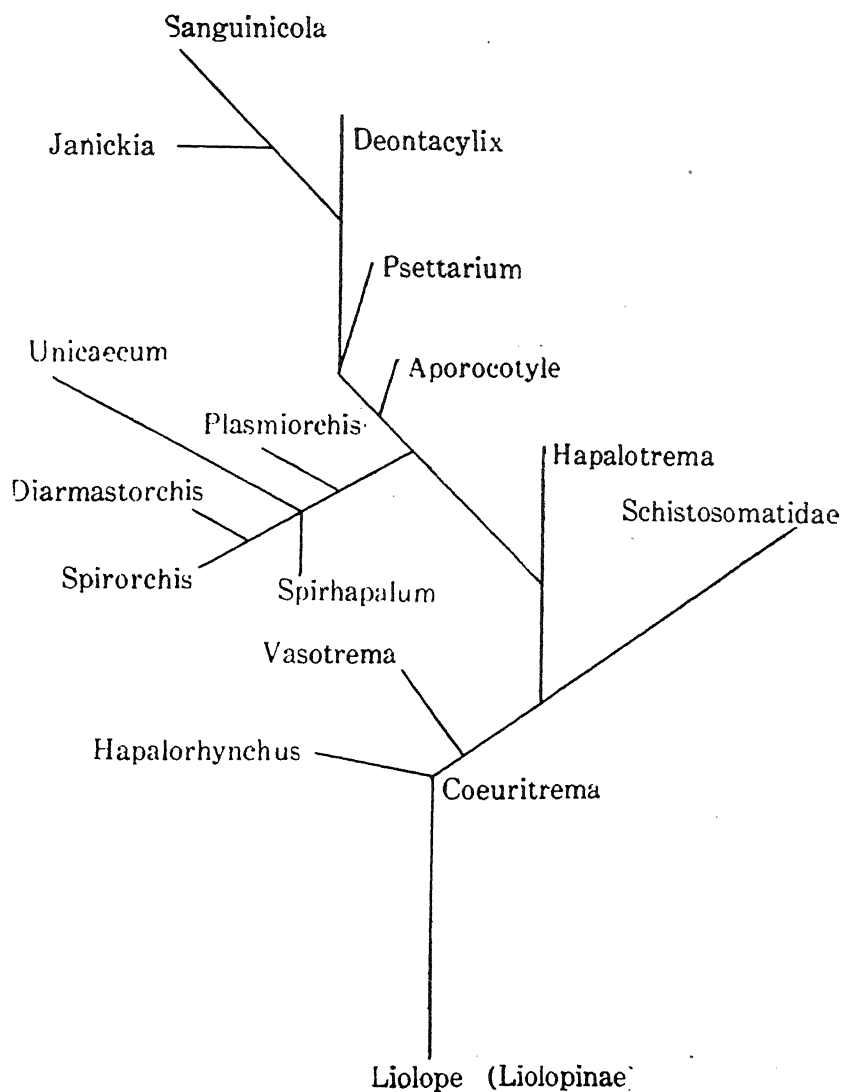 Sanguinicola
Janickia
Deontacylix
Psettarium
Unicaecum
Aporocotyle
Plasmiorchis
Hapalotrema
Diarmastorchis
Schistosomatidae
Spirorchis
Spirhapalum
Vasotrema
Hapalorhynchus
Coeuritrema
Liolope (Liolopinae